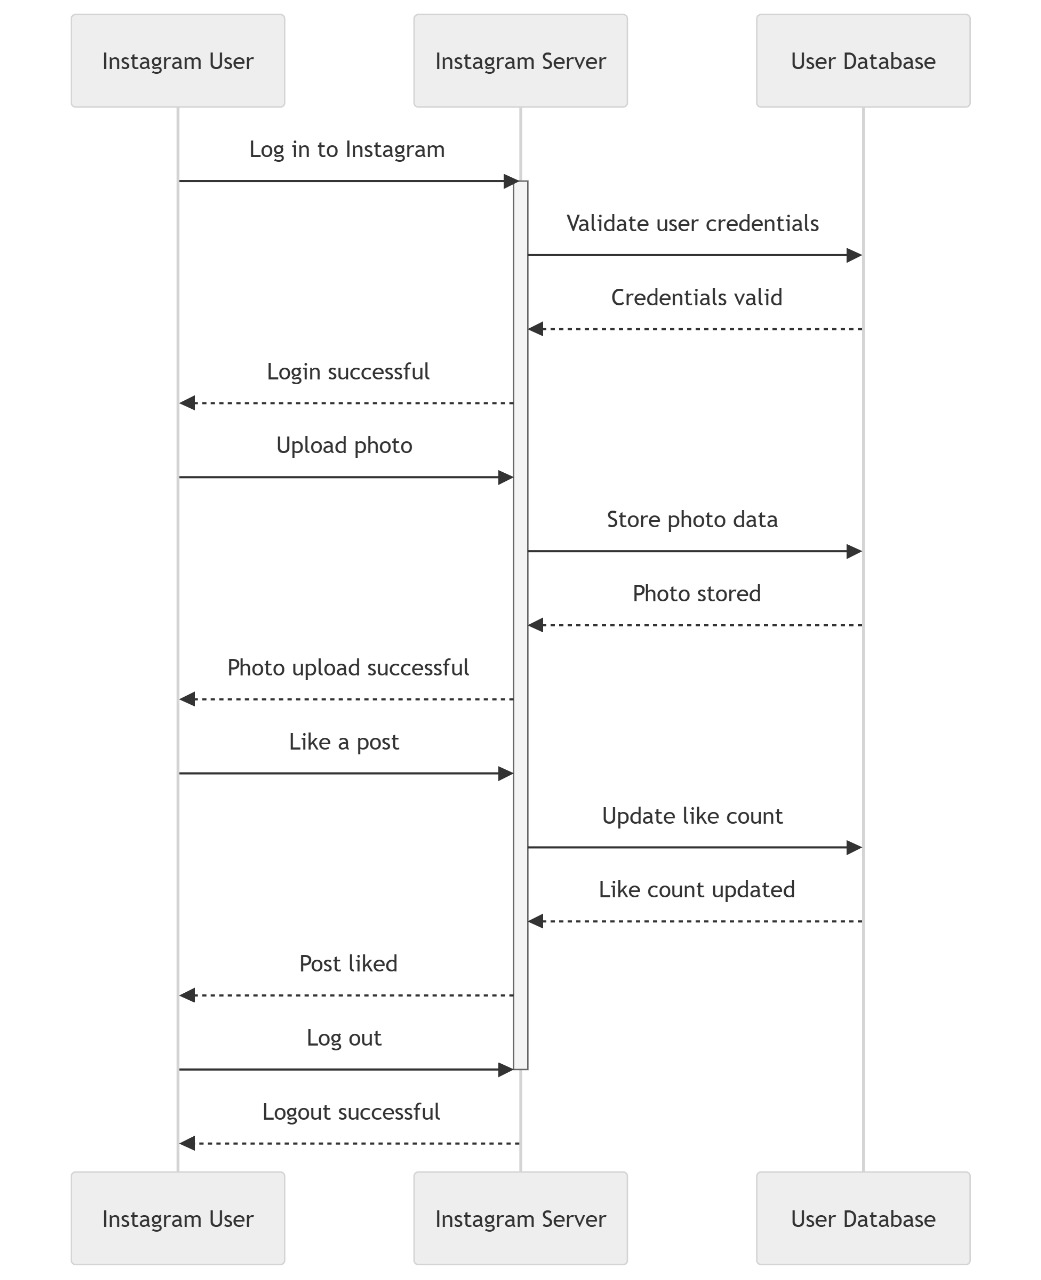 Instagram User
Instagram Server
User Database
Log in to Instagram
Validate user credentials
Credentials valid
Login successful
Upload photo
Store photo data
Photo stored
Photo upload successful
Like a post
Update like count
Like count updated
Post liked
Log out
Logout successful
Instagram User
Instagram Server
User Database